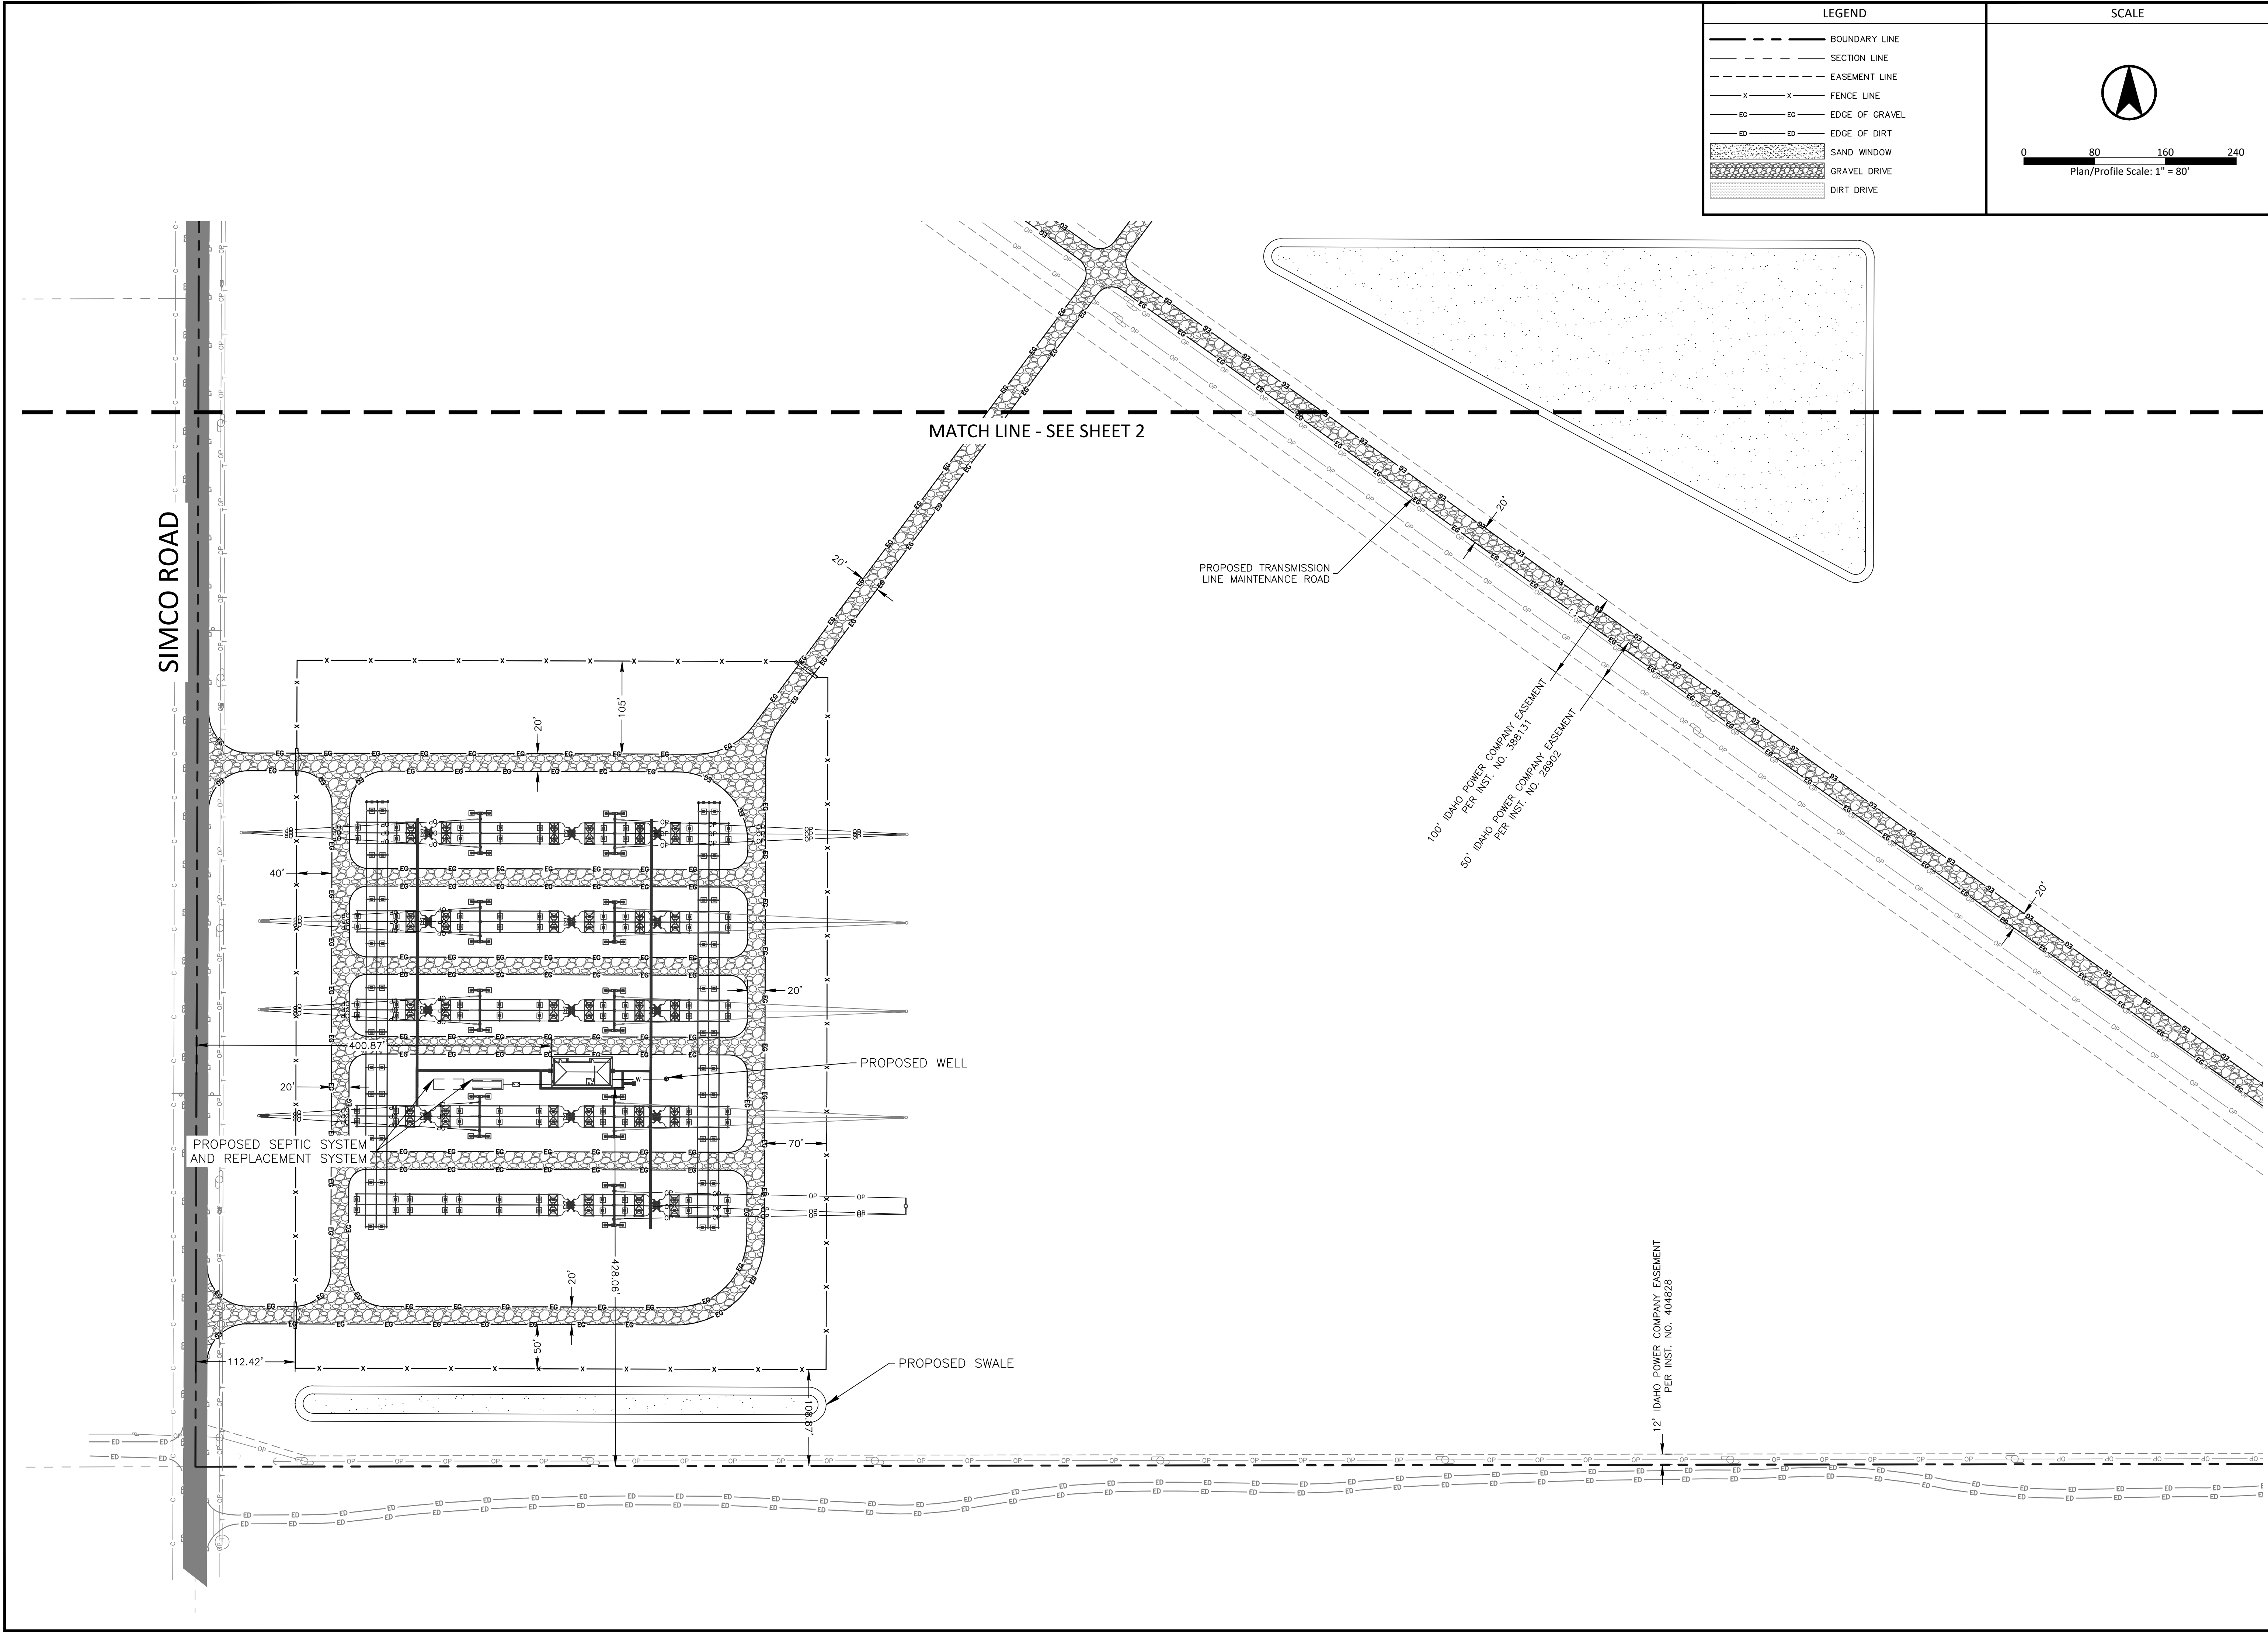 LEGEND
BOUNDARY LINE
SECTION LINE
EASEMENT LINE
X X FENCE LINE
EG EG EDGE OF GRAVEL
ED ED EDGE OF DIRT
SAND WINDOW
GRAVEL DRIVE
DIRT DRIVE
SCALE
0 80 160 240
Plan/Profile Scale: 1" = 80'
MATCH LINE - SEE SHEET 2
SIMCO ROAD
20'
20'
PROPOSED TRANSMISSION
LINE MAINTENANCE ROAD
100' IDAHO POWER COMPANY EASEMENT
PER INST. NO. 388131
50' IDAHO POWER COMPANY EASEMENT
PER INST. NO. 28902
20'
105'
20'
40'
20'
400.87'
20'
PROPOSED WELL
W
PROPOSED SEPTIC SYSTEM
AND REPLACEMENT SYSTEM
70'
428.06'
20'
50'
112.42'
PROPOSED SWALE
108.87'
12' IDAHO POWER COMPANY EASEMENT
PER INST. NO. 404828